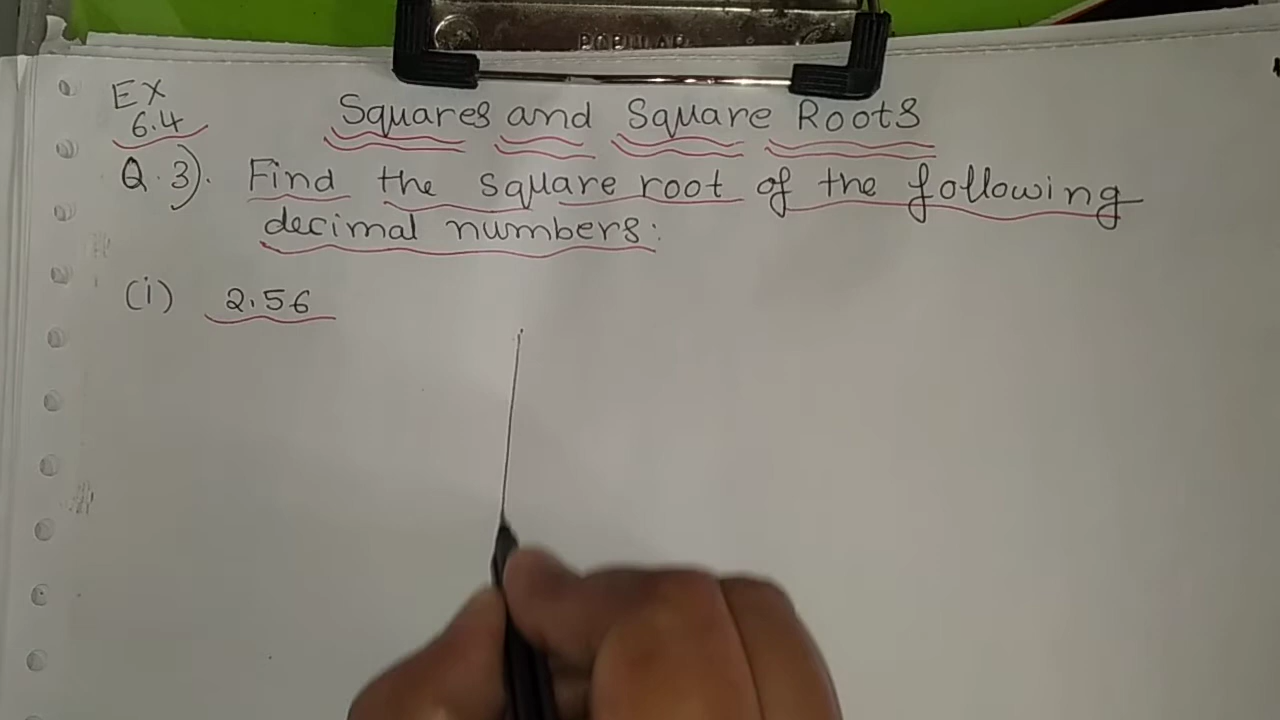 POPULAR
EX
6.4
Squares and Square Roots
Q.3). Find the square root of the following
decimal numbers:
(i) 2.56